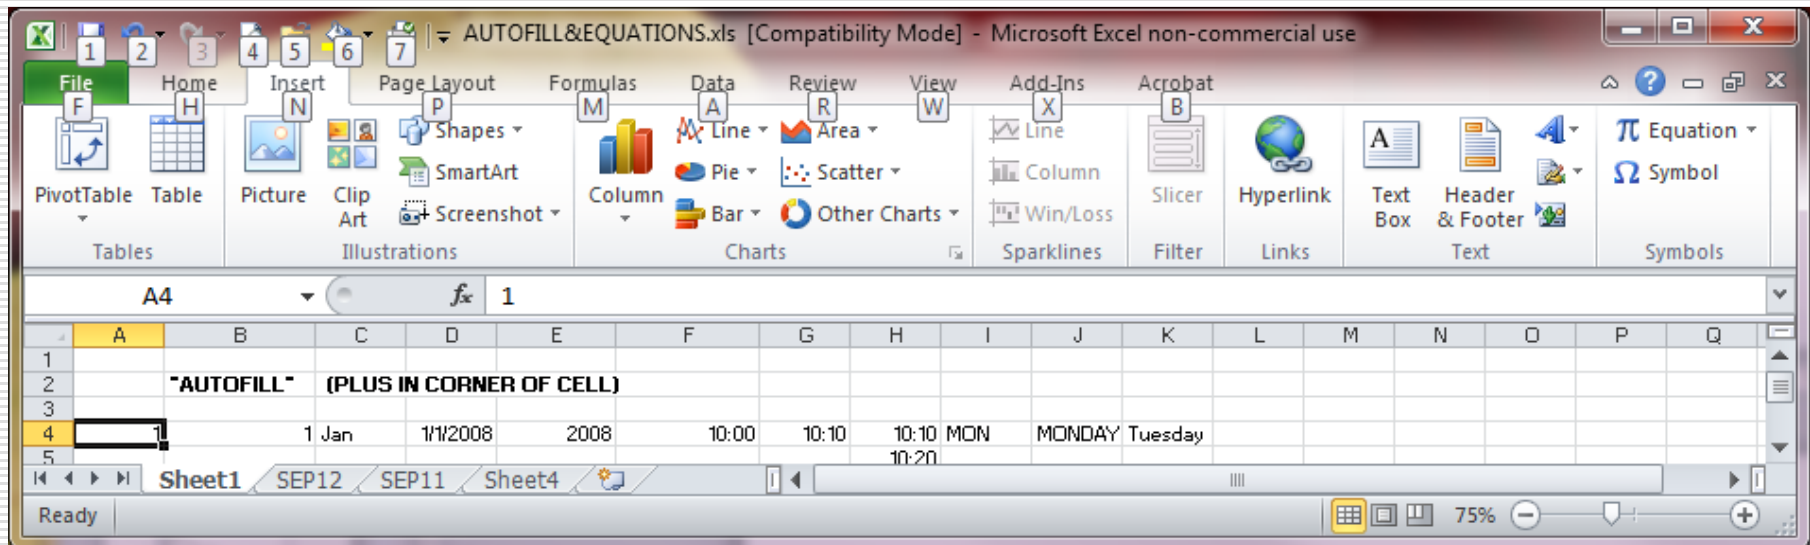 AUTOFILL&EQUATIONS.xls [Compatibility Mode] - Microsoft Excel non-commercial use
1 2 3 4 5 6 7
File Home Insert Page Layout Formulas Data Review View Add-Ins Acrobat
F H N P M A R W X B
Shapes Line Area Line π Equation
SmartArt Pie Scatter Column Ω Symbol
PivotTable Table Picture Clip Art Screenshot Column Bar Other Charts Win/Loss Slicer Hyperlink A Text Box Header & Footer
Tables Illustrations Charts Sparklines Filter Links Text Symbols
A4 fx 1
A B C D E F G H I J K L M N O P Q
1
2 "AUTOFILL" (PLUS IN CORNER OF CELL)
3
4 1 1 Jan 1/1/2008 2008 10:00 10:10 10:10 MON MONDAY Tuesday
5 10:20
Sheet1 SEP12 SEP11 Sheet4
Ready 75%